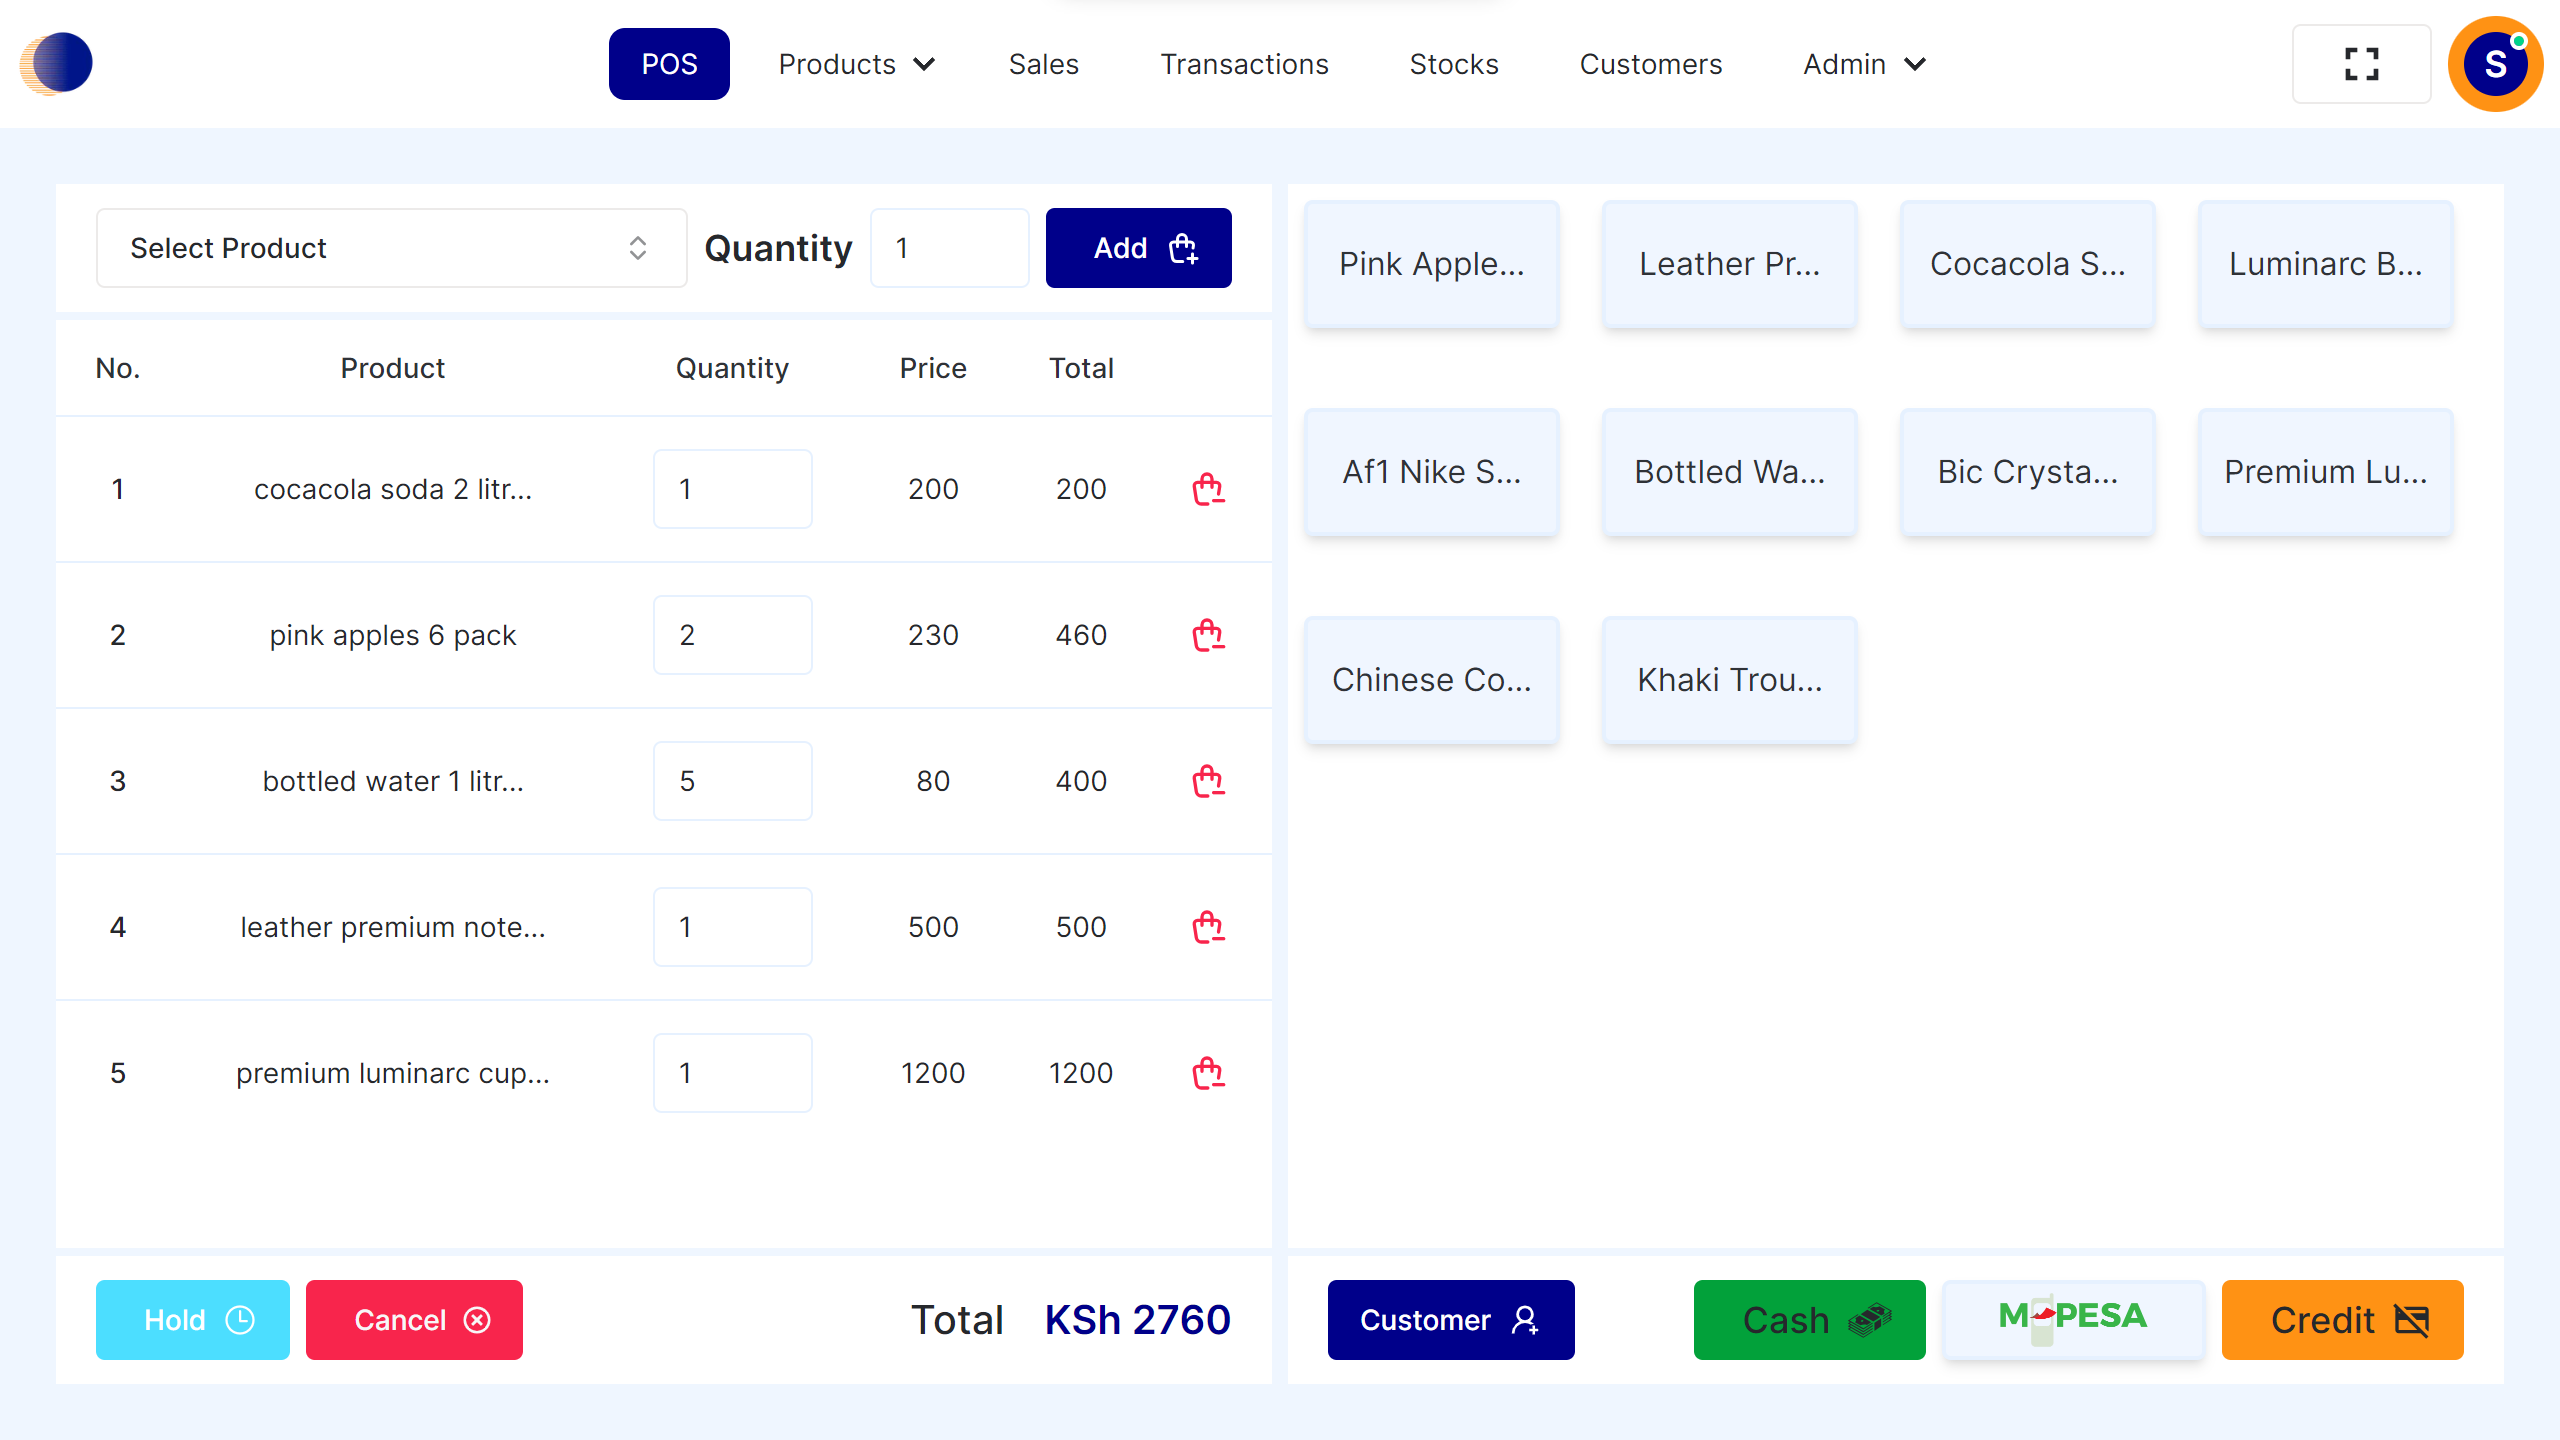 POS Products Sales Transactions Stocks Customers Admin S
Select Product Quantity 1 Add
No. Product Quantity Price Total
1 cocacola soda 2 litr... 1 200 200
2 pink apples 6 pack 2 230 460
3 bottled water 1 litr... 5 80 400
4 leather premium note... 1 500 500
5 premium luminarc cup... 1 1200 1200
Hold Cancel Total KSh 2760
Pink Apple... Leather Pr... Cocacola S... Luminarc B...
Af1 Nike S... Bottled Wa... Bic Crysta... Premium Lu...
Chinese Co... Khaki Trou...
Customer Cash M-PESA Credit